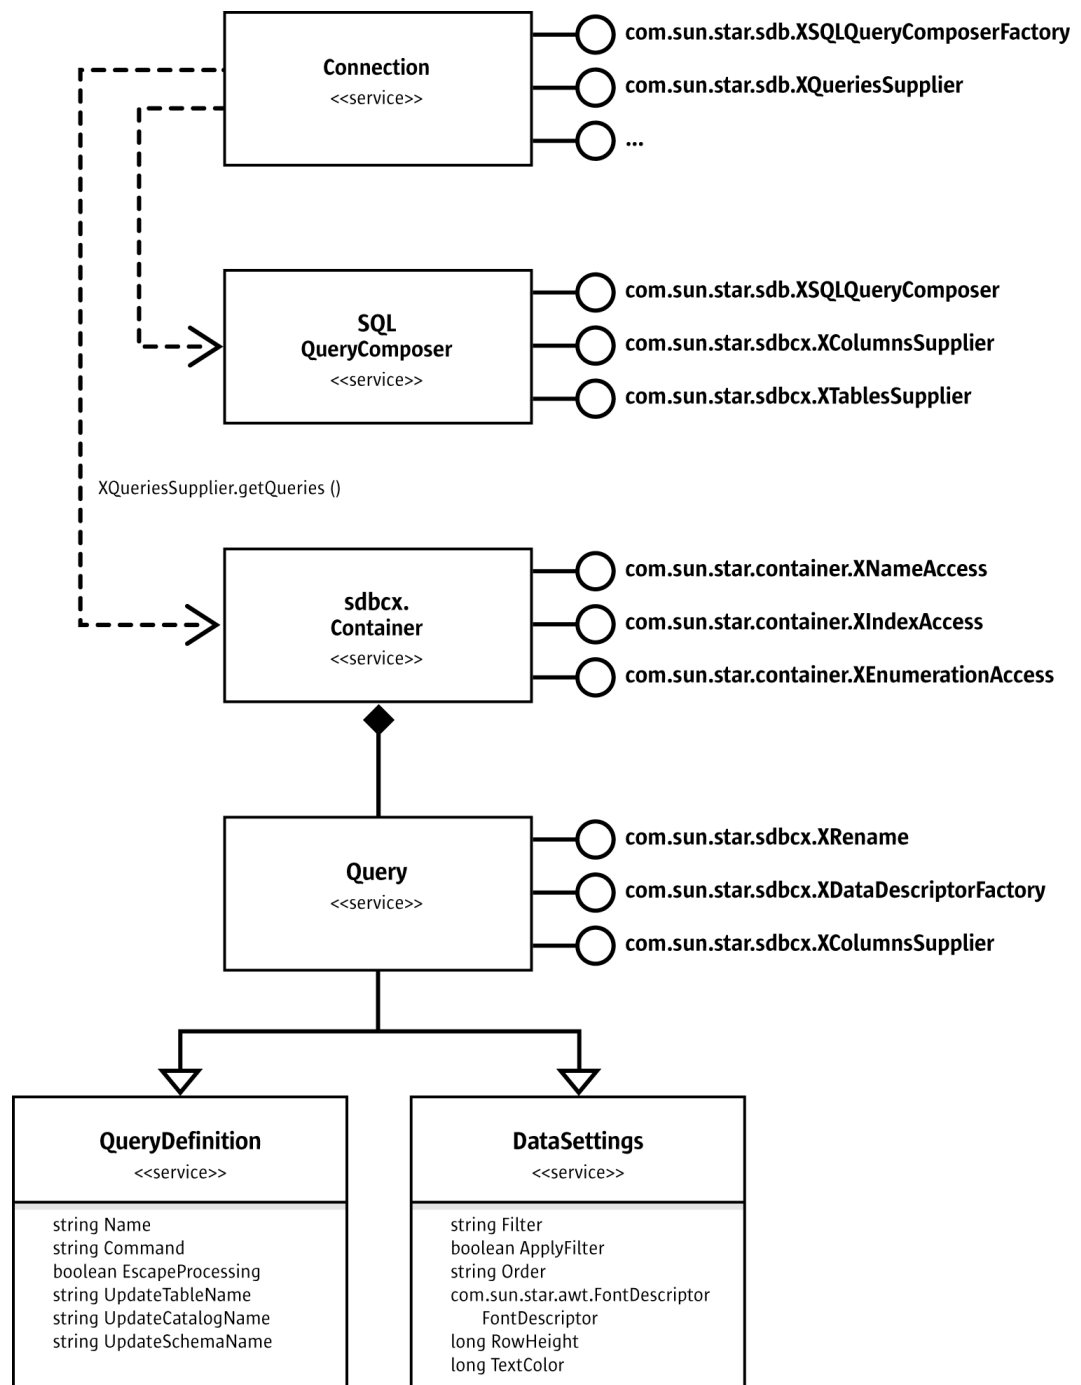 Connection
<<service>>
com.sun.star.sdb.XSQLQueryComposerFactory
com.sun.star.sdb.XQueriesSupplier
...
SQL
QueryComposer
<<service>>
com.sun.star.sdb.XSQLQueryComposer
com.sun.star.sdbcx.XColumnsSupplier
com.sun.star.sdbcx.XTablesSupplier
XQueriesSupplier.getQueries ()
sdbcx.
Container
<<service>>
com.sun.star.container.XNameAccess
com.sun.star.container.XIndexAccess
com.sun.star.container.XEnumerationAccess
Query
<<service>>
com.sun.star.sdbcx.XRename
com.sun.star.sdbcx.XDataDescriptorFactory
com.sun.star.sdbcx.XColumnsSupplier
QueryDefinition
<<service>>
string Name
string Command
boolean EscapeProcessing
string UpdateTableName
string UpdateCatalogName
string UpdateSchemaName
DataSettings
<<service>>
string Filter
boolean ApplyFilter
string Order
com.sun.star.awt.FontDescriptor
FontDescriptor
long RowHeight
long TextColor